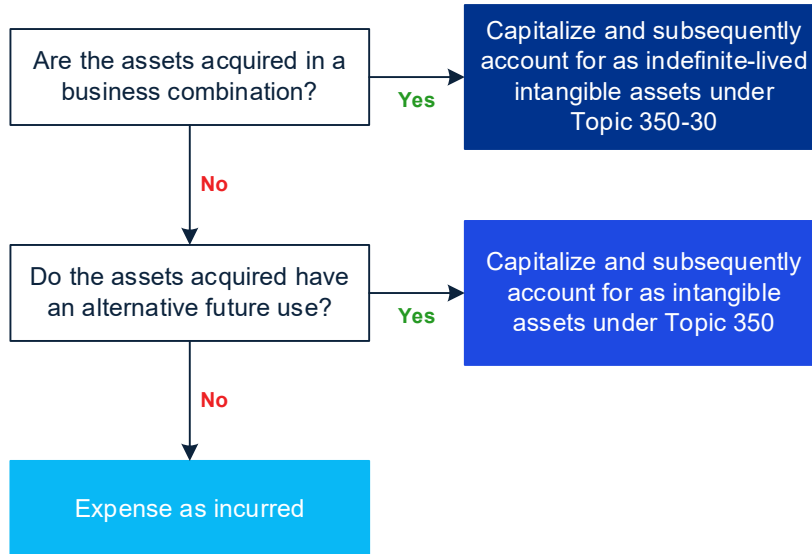 Are the assets acquired in a
business combination?
Yes
Capitalize and subsequently
account for as indefinite-lived
intangible assets under
Topic 350-30
No
Do the assets acquired have
an alternative future use?
Yes
Capitalize and subsequently
account for as intangible
assets under Topic 350
No
Expense as incurred